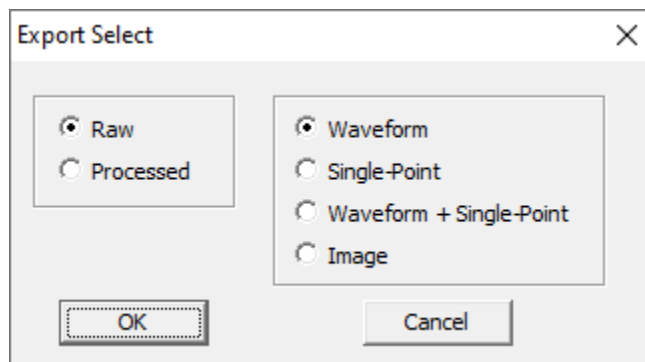 Export Select
Raw
Processed
Waveform
Single-Point
Waveform + Single-Point
Image
OK
Cancel